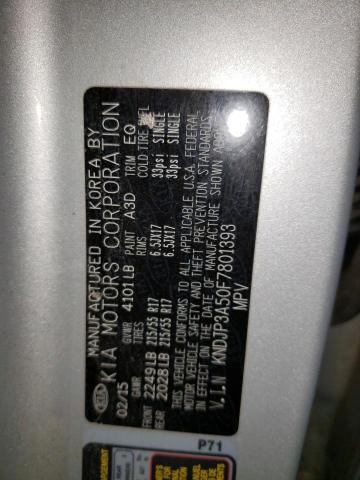 MANUFACTURED IN KOREA BY
KIA KIA MOTORS CORPORATION
02/15 GVWR 4101LB PAINT A3D TRIM EQ
TIRES RIMS COLD TIRE
FRONT 2249LB 215/55 R17 6.5JX17 33psi SINGLE
REAR 2028LB 215/55 R17 6.5JX17 33psi SINGLE
THIS VEHICLE CONFORMS TO ALL APPLICABLE U.S.A. FEDERAL
MOTOR VEHICLE SAFETY AND THEFT PREVENTION STANDARDS
IN EFFECT ON THE DATE OF MANUFACTURE SHOWN ABOVE.
V.I.N KNDJP3A50F7801393
MPV
P71